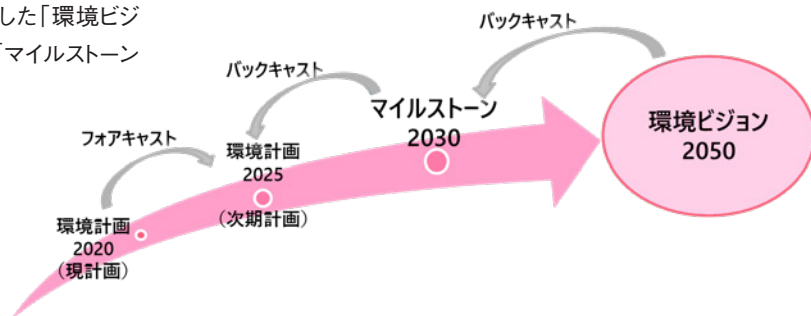 した「環境ビジ
「マイルストーン
バックキャスト
バックキャスト
マイルストーン
2030
環境ビジョン
2050
フォアキャスト
環境計画
2025
(次期計画)
環境計画
2020
(現計画)